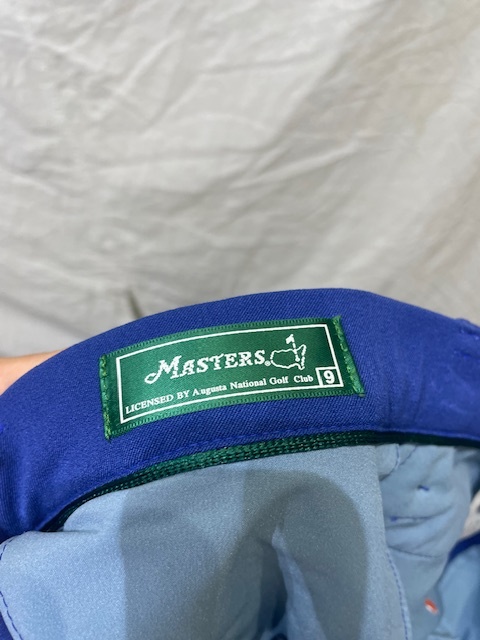 MASTERS®
LICENSED BY Augusta National Golf Club 9